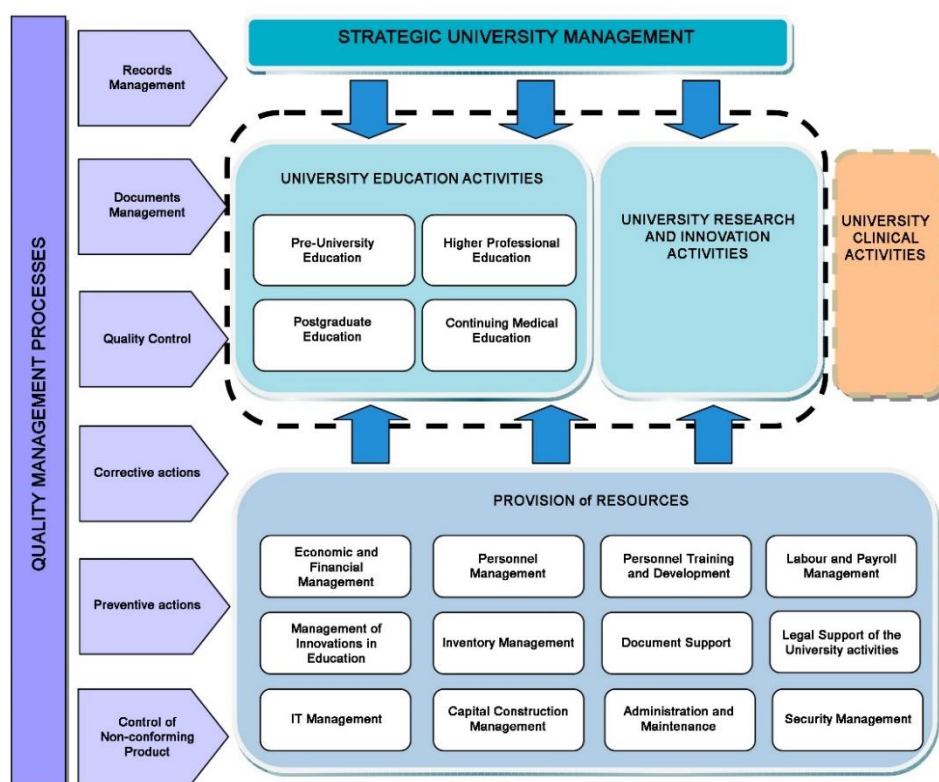 QUALITY MANAGEMENT PROCESSES
Records
Management
Documents
Management
Quality Control
Corrective actions
Preventive actions
Control of
Non-conforming
Product
STRATEGIC UNIVERSITY MANAGEMENT
UNIVERSITY EDUCATION ACTIVITIES
Pre-University
Education
Higher Professional
Education
Postgraduate
Education
Continuing Medical
Education
UNIVERSITY RESEARCH
AND INNOVATION
ACTIVITIES
UNIVERSITY
CLINICAL
ACTIVITIES
PROVISION of RESOURCES
Economic and
Financial
Management
Personnel
Management
Personnel Training
and Development
Labour and Payroll
Management
Management of
Innovations in
Education
Inventory Management
Document Support
Legal Support of the
University activities
IT Management
Capital Construction
Management
Administration and
Maintenance
Security Management